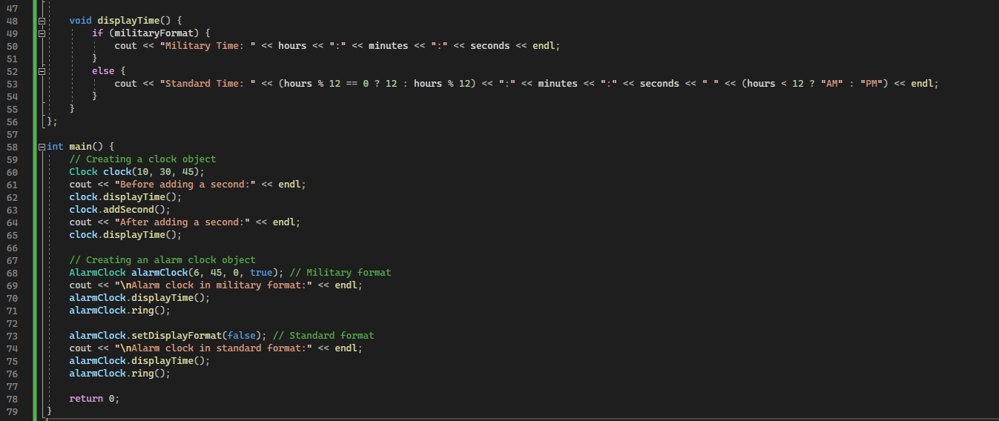 47
48 void displayTime() {
49 if (militaryFormat) {
50 cout << "Military Time: " << hours << ":" << minutes << ":" << seconds << endl;
51 }
52 else {
53 cout << "Standard Time: " << (hours % 12 == 0 ? 12 : hours % 12) << ":" << minutes << ":" << seconds << " " << (hours < 12 ? "AM" : "PM") << endl;
54 }
55 }
56 };
57
58 int main() {
59 // Creating a clock object
60 Clock clock(10, 30, 45);
61 cout << "Before adding a second:" << endl;
62 clock.displayTime();
63 clock.addSecond();
64 cout << "After adding a second:" << endl;
65 clock.displayTime();
66
67 // Creating an alarm clock object
68 AlarmClock alarmClock(6, 45, 0, true); // Military format
69 cout << "\nAlarm clock in military format:" << endl;
70 alarmClock.displayTime();
71 alarmClock.ring();
72
73 alarmClock.setDisplayFormat(false); // Standard format
74 cout << "\nAlarm clock in standard format:" << endl;
75 alarmClock.displayTime();
76 alarmClock.ring();
77
78 return 0;
79 }